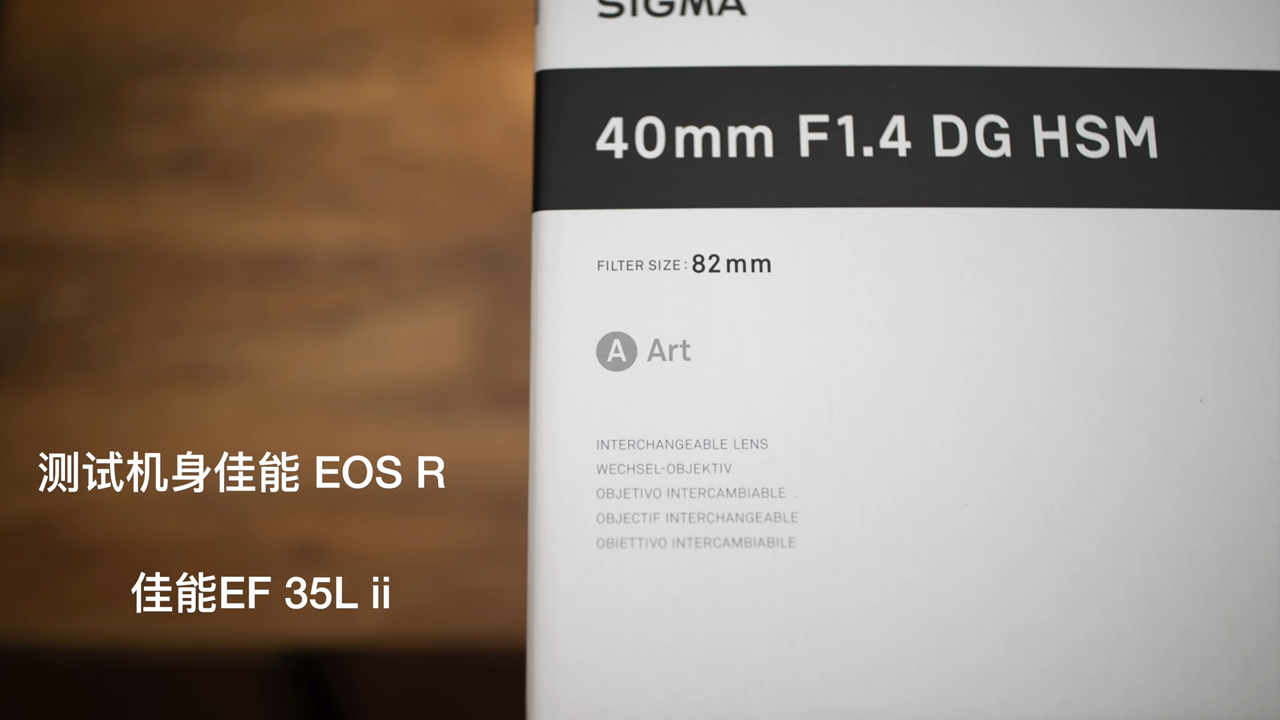 SIGMA
40mm F1.4 DG HSM
FILTER SIZE: 82mm
A Art
INTERCHANGEABLE LENS
WECHSEL-OBJEKTIV
OBJETIVO INTERCAMBIABLE
OBJECTIF INTERCHANGEABLE
OBIETTIVO INTERCAMBIABILE
测试机身佳能 EOS R
佳能EF 35L ii